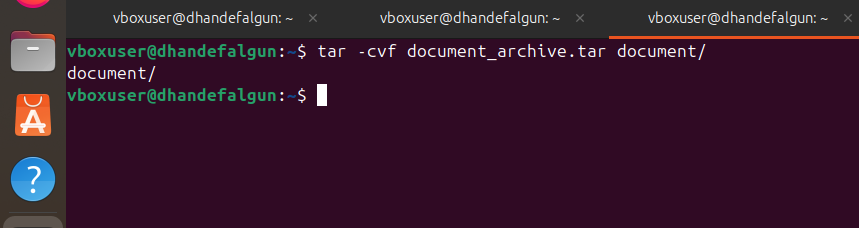 vboxuser@dhandefalgun: ~ × vboxuser@dhandefalgun: ~ × vboxuser@dhandefalgun: ~ ×
vboxuser@dhandefalgun:~$ tar -cvf document_archive.tar document/
document/
vboxuser@dhandefalgun:~$
?